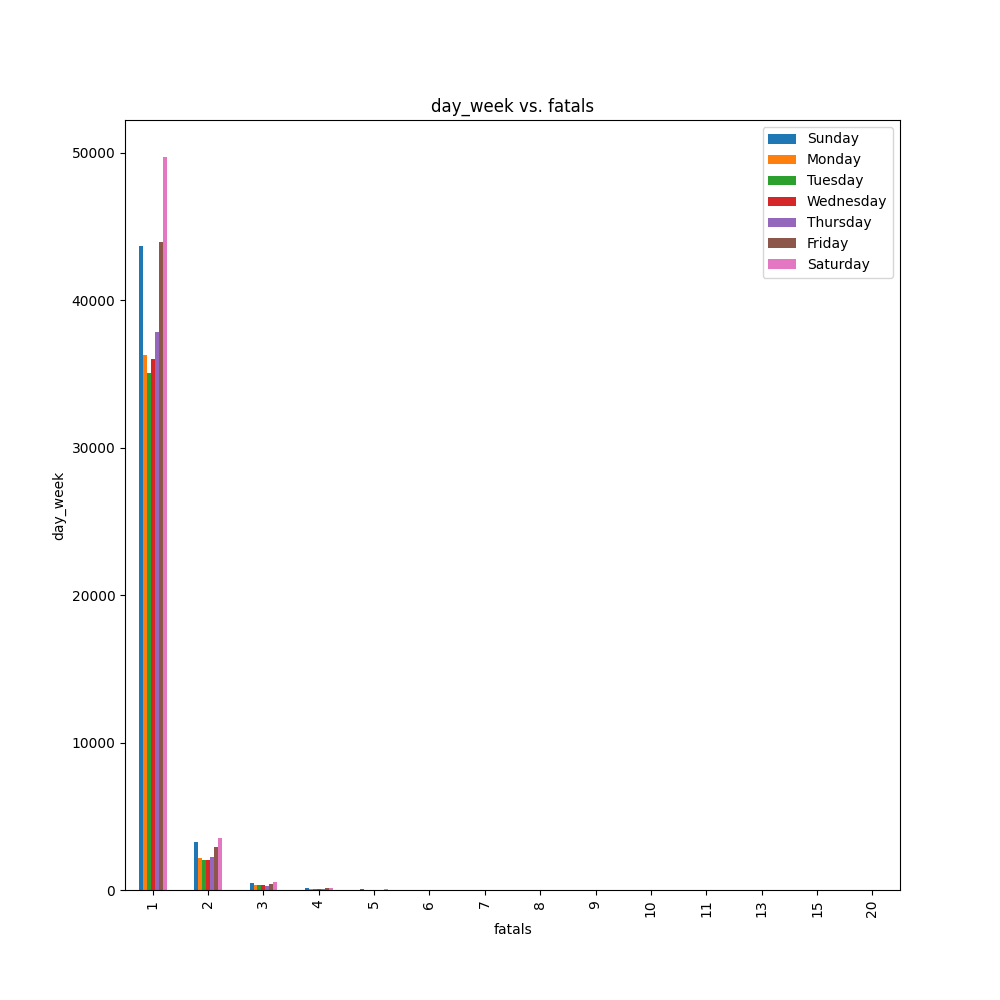 day_week vs. fatals
Sunday
Monday
Tuesday
Wednesday
Thursday
Friday
Saturday
50000
40000
30000
20000
10000
0
day_week
1 2 3 4 5 6 7 8 9 10 11 13 15 20
fatals